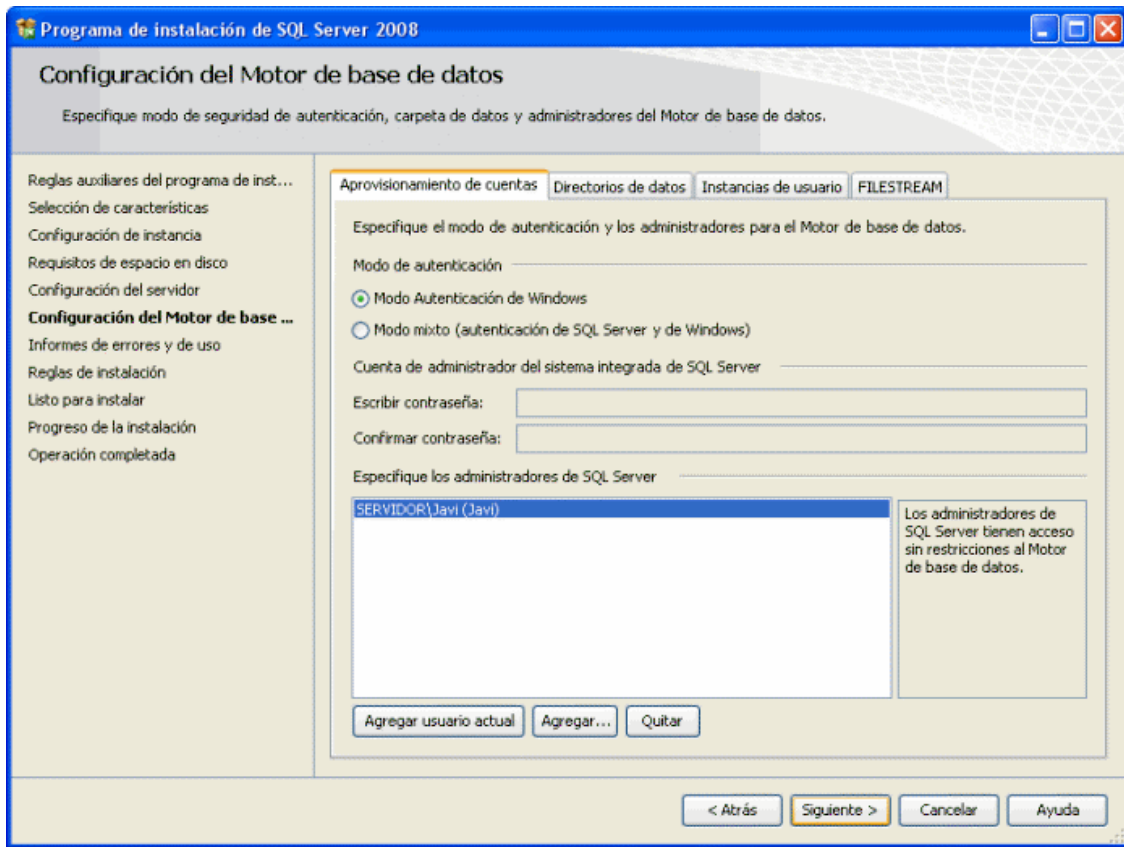 Programa de instalación de SQL Server 2008
Configuración del Motor de base de datos
Especifique modo de seguridad de autenticación, carpeta de datos y administradores del Motor de base de datos.
Reglas auxiliares del programa de inst...
Selección de características
Configuración de instancia
Requisitos de espacio en disco
Configuración del servidor
Configuración del Motor de base ...
Informes de errores y de uso
Reglas de instalación
Listo para instalar
Progreso de la instalación
Operación completada
Aprovisionamiento de cuentas Directorios de datos Instancias de usuario FILESTREAM
Especifique el modo de autenticación y los administradores para el Motor de base de datos.
Modo de autenticación
Modo Autenticación de Windows
Modo mixto (autenticación de SQL Server y de Windows)
Cuenta de administrador del sistema integrada de SQL Server
Escribir contraseña:
Confirmar contraseña:
Especifique los administradores de SQL Server
SERVIDOR\Javi (Javi)
Los administradores de
SQL Server tienen acceso
sin restricciones al Motor
de base de datos.
Agregar usuario actual Agregar... Quitar
< Atrás Siguiente > Cancelar Ayuda